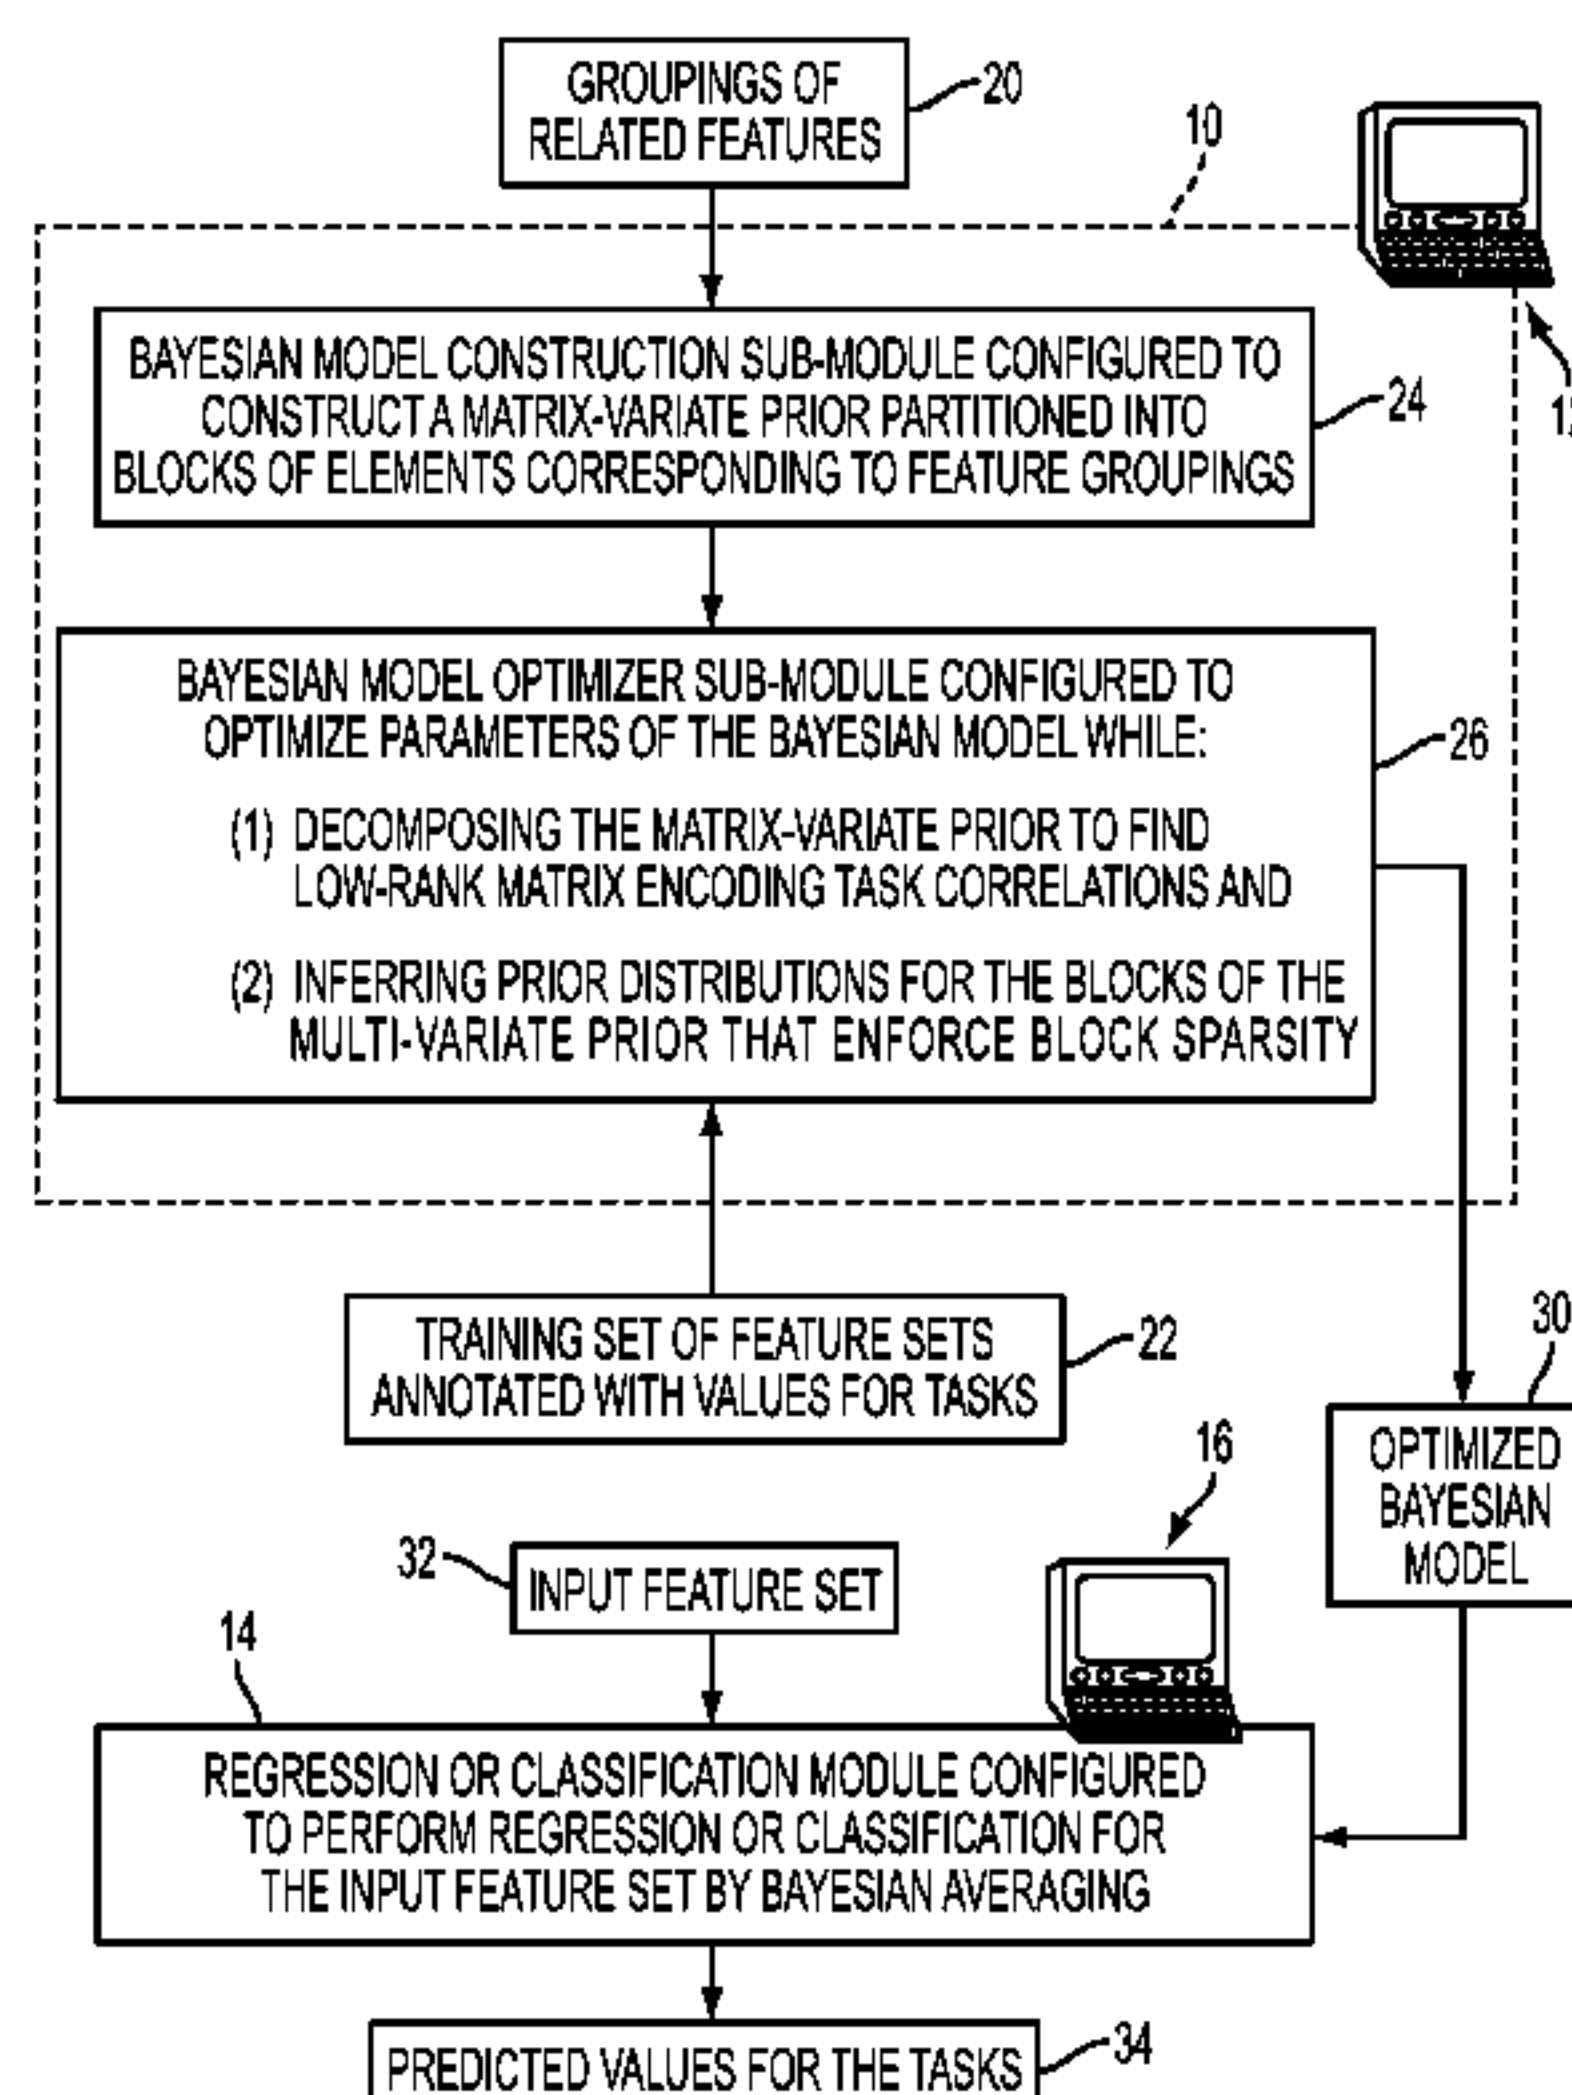 GROUPINGS OF
RELATED FEATURES
20
10
BAYESIAN MODEL CONSTRUCTION SUB-MODULE CONFIGURED TO
CONSTRUCT A MATRIX-VARIATE PRIOR PARTITIONED INTO
BLOCKS OF ELEMENTS CORRESPONDING TO FEATURE GROUPINGS
24
BAYESIAN MODEL OPTIMIZER SUB-MODULE CONFIGURED TO
OPTIMIZE PARAMETERS OF THE BAYESIAN MODEL WHILE:
(1) DECOMPOSING THE MATRIX-VARIATE PRIOR TO FIND
LOW-RANK MATRIX ENCODING TASK CORRELATIONS AND
(2) INFERRING PRIOR DISTRIBUTIONS FOR THE BLOCKS OF THE
MULTI-VARIATE PRIOR THAT ENFORCE BLOCK SPARSITY
26
TRAINING SET OF FEATURE SETS
ANNOTATED WITH VALUES FOR TASKS
22
30
OPTIMIZED
BAYESIAN
MODEL
16
32
INPUT FEATURE SET
14
REGRESSION OR CLASSIFICATION MODULE CONFIGURED
TO PERFORM REGRESSION OR CLASSIFICATION FOR
THE INPUT FEATURE SET BY BAYESIAN AVERAGING
PREDICTED VALUES FOR THE TASKS
34